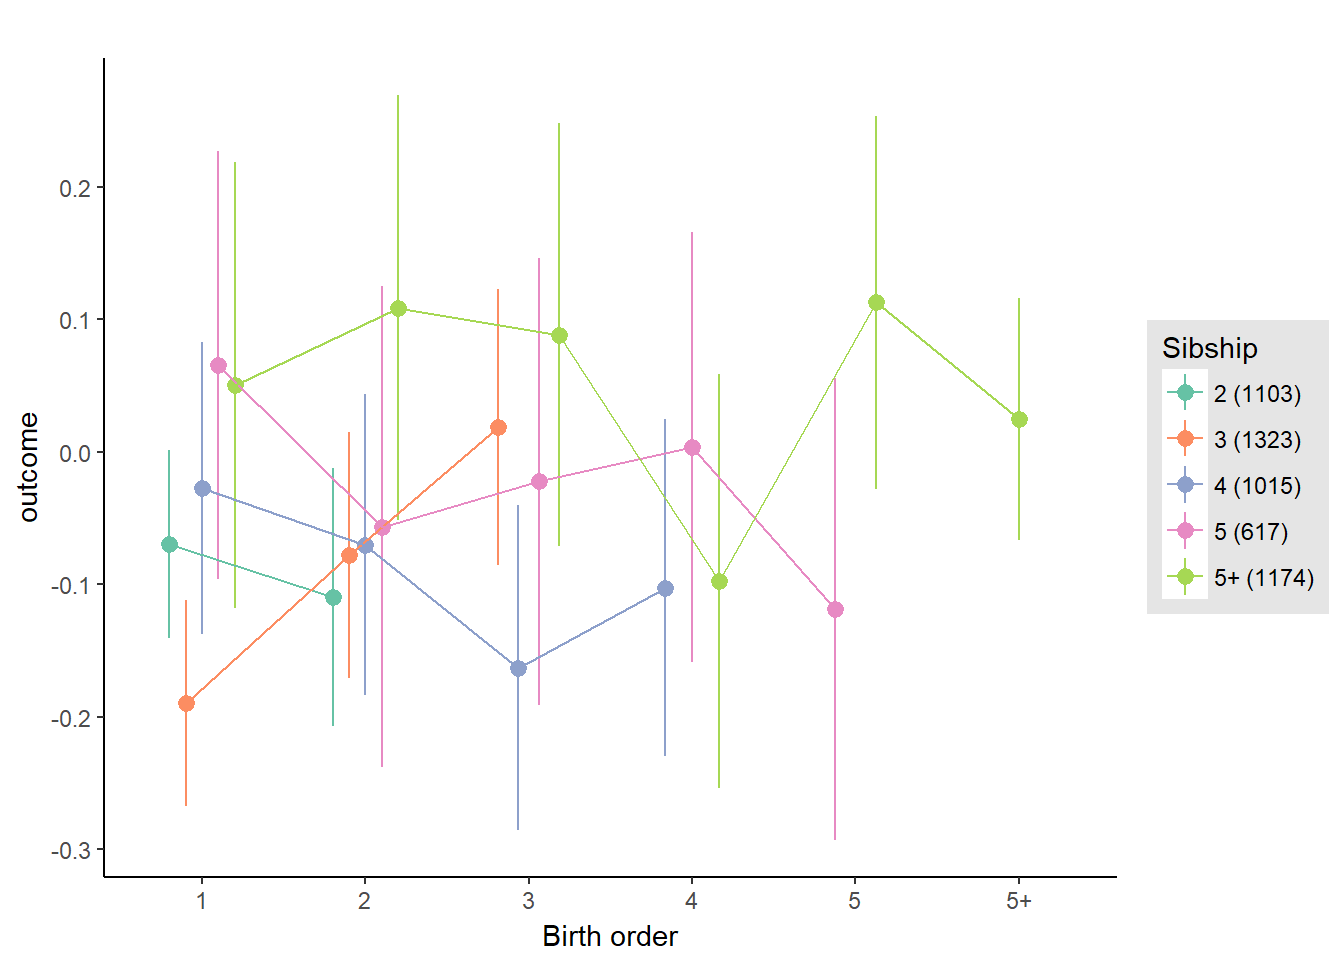 0.2
0.1
0.0
-0.1
-0.2
-0.3
outcome
1 2 3 4 5 5+
Birth order
Sibship
2 (1103)
3 (1323)
4 (1015)
5 (617)
5+ (1174)